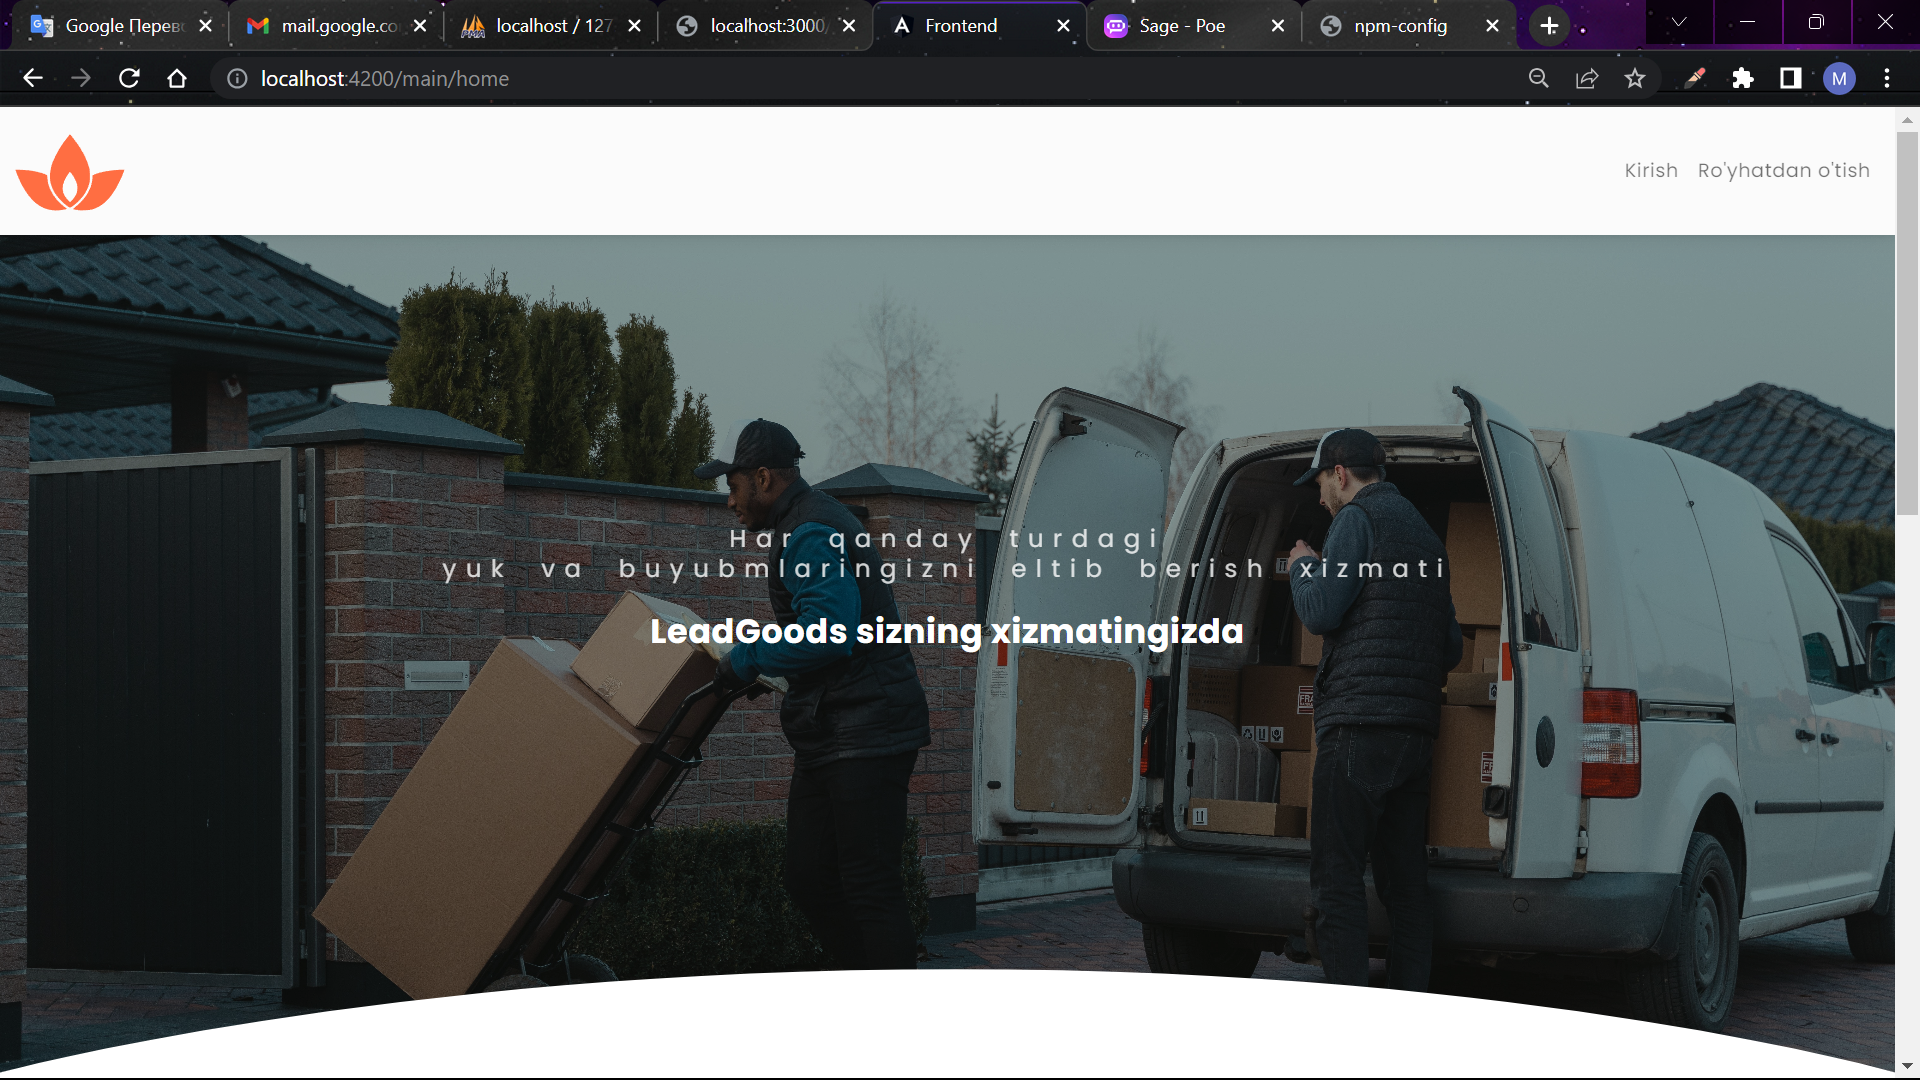 Google Перев
mail.google.co
localhost / 127
localhost:3000/
Frontend
Sage - Poe
npm-config
localhost:4200/main/home
M
Kirish
Ro'yhatdan o'tish
Har qanday turdagi
yuk va buyubmlaringizni eltib berish xizmati
LeadGoods sizning xizmatingizda